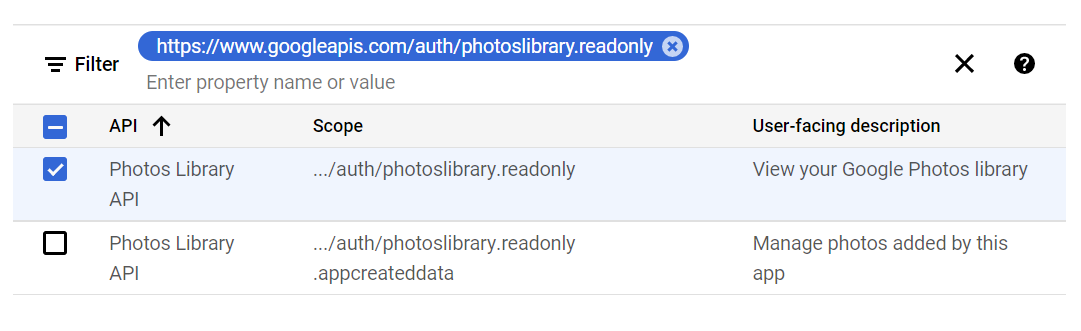 https://www.googleapis.com/auth/photoslibrary.readonly
Filter
Enter property name or value
API Scope User-facing description
Photos Library .../auth/photoslibrary.readonly View your Google Photos library
API
Photos Library .../auth/photoslibrary.readonly Manage photos added by this
API .appcreateddata app